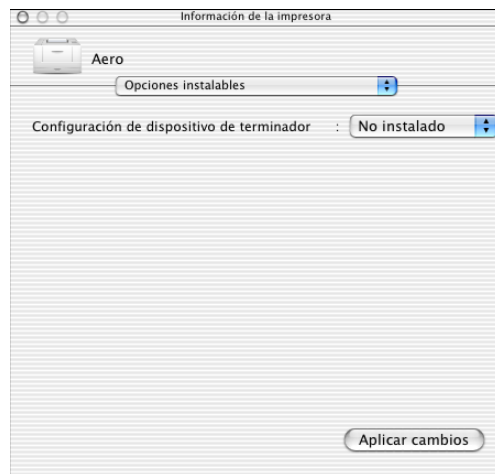 Información de la impresora
Aero
Opciones instalables
Configuración de dispositivo de terminador : No instalado
Aplicar cambios